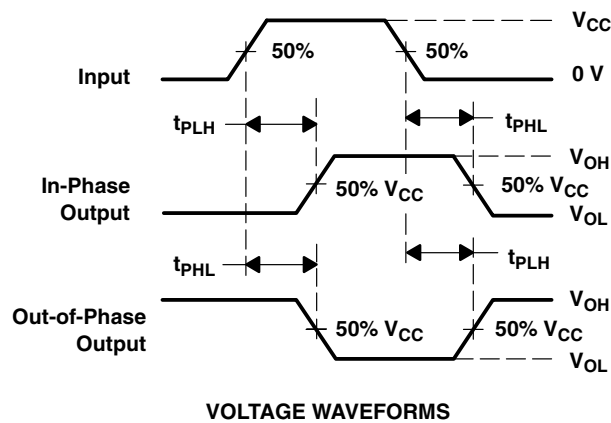 VCC
50%
50%
Input
0 V
tPLH
tPHL
VOH
In-Phase
Output
50% VCC
50% VCC
VOL
tPHL
tPLH
VOH
Out-of-Phase
Output
50% VCC
50% VCC
VOL
VOLTAGE WAVEFORMS